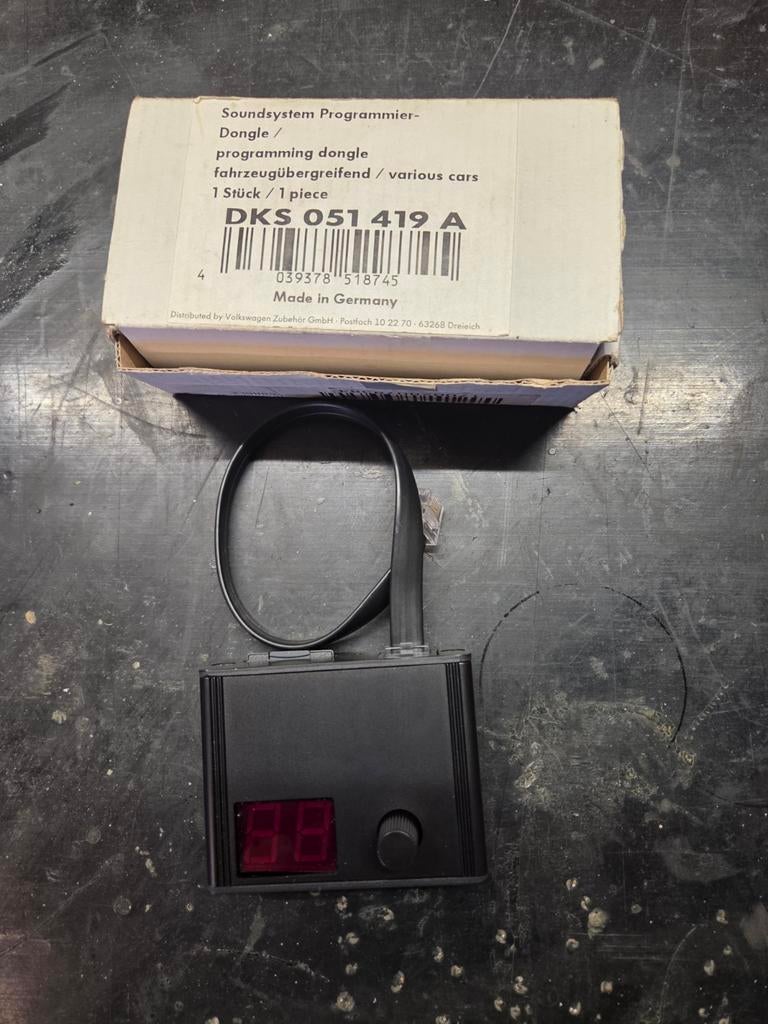 Soundsystem Programmier-
Dongle /
programming dongle
fahrzeugübergreifend / various cars
1 Stück / 1 piece
DKS 051 419 A
4 039378 518745
Made in Germany
Distributed by Volkswagen Zubehör GmbH · Postfach 10 22 70 · 63268 Dreieich